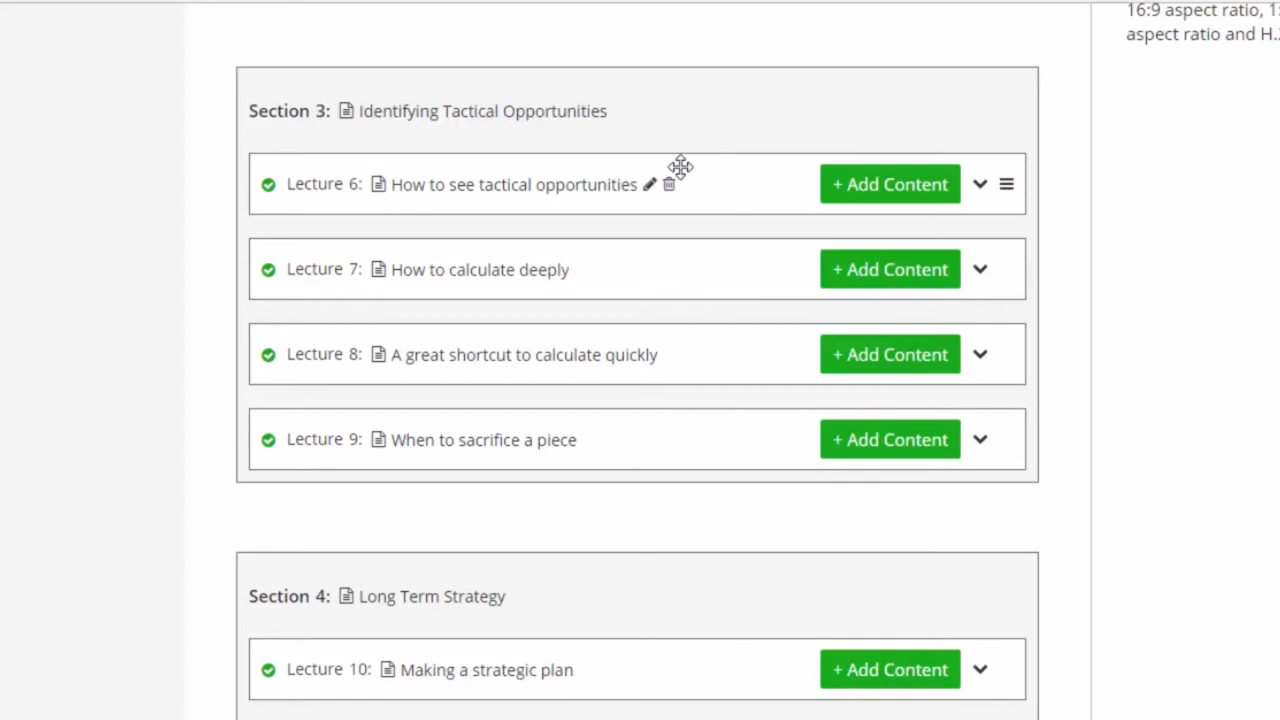 16:9 aspect ratio,
aspect ratio and
Section 3: Identifying Tactical Opportunities
Lecture 6: How to see tactical opportunities + Add Content
Lecture 7: How to calculate deeply + Add Content
Lecture 8: A great shortcut to calculate quickly + Add Content
Lecture 9: When to sacrifice a piece + Add Content
Section 4: Long Term Strategy
Lecture 10: Making a strategic plan + Add Content